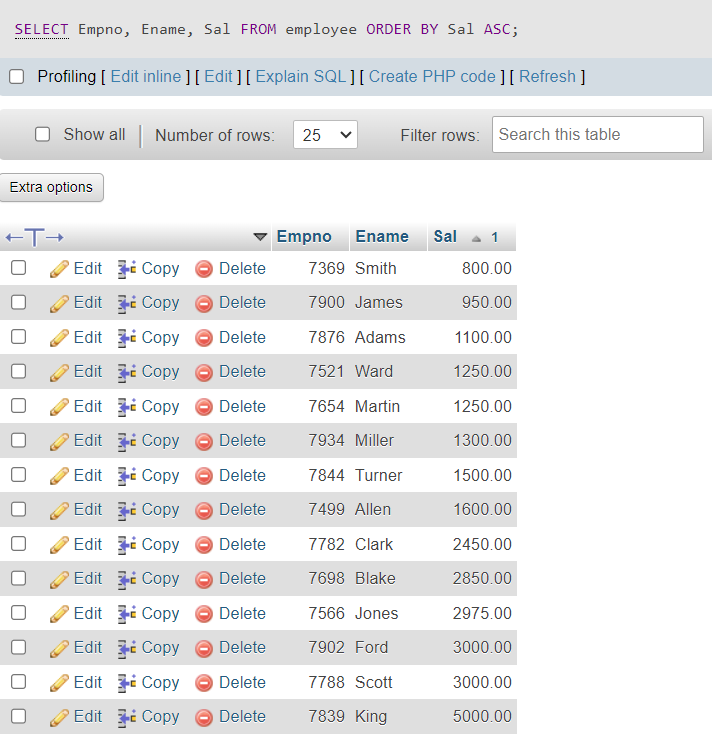 SELECT Empno, Ename, Sal FROM employee ORDER BY Sal ASC;
Profiling [ Edit inline ] [ Edit ] [ Explain SQL ] [ Create PHP code ] [ Refresh ]
Show all Number of rows: 25 Filter rows: Search this table
Extra options
Empno Ename Sal 1
Edit Copy Delete 7369 Smith 800.00
Edit Copy Delete 7900 James 950.00
Edit Copy Delete 7876 Adams 1100.00
Edit Copy Delete 7521 Ward 1250.00
Edit Copy Delete 7654 Martin 1250.00
Edit Copy Delete 7934 Miller 1300.00
Edit Copy Delete 7844 Turner 1500.00
Edit Copy Delete 7499 Allen 1600.00
Edit Copy Delete 7782 Clark 2450.00
Edit Copy Delete 7698 Blake 2850.00
Edit Copy Delete 7566 Jones 2975.00
Edit Copy Delete 7902 Ford 3000.00
Edit Copy Delete 7788 Scott 3000.00
Edit Copy Delete 7839 King 5000.00